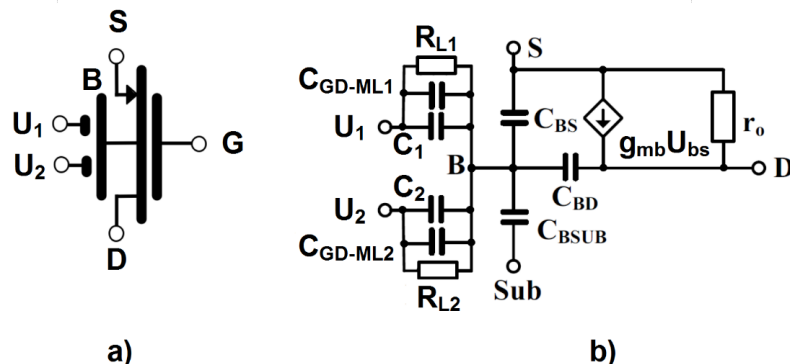 S
B
U1
U2
G
D
a)
RL1
CGD-ML1
U1
C1
S
CBS
gmbUbs
ro
B
D
CBD
C2
U2
CGD-ML2
CBSUB
RL2
Sub
b)